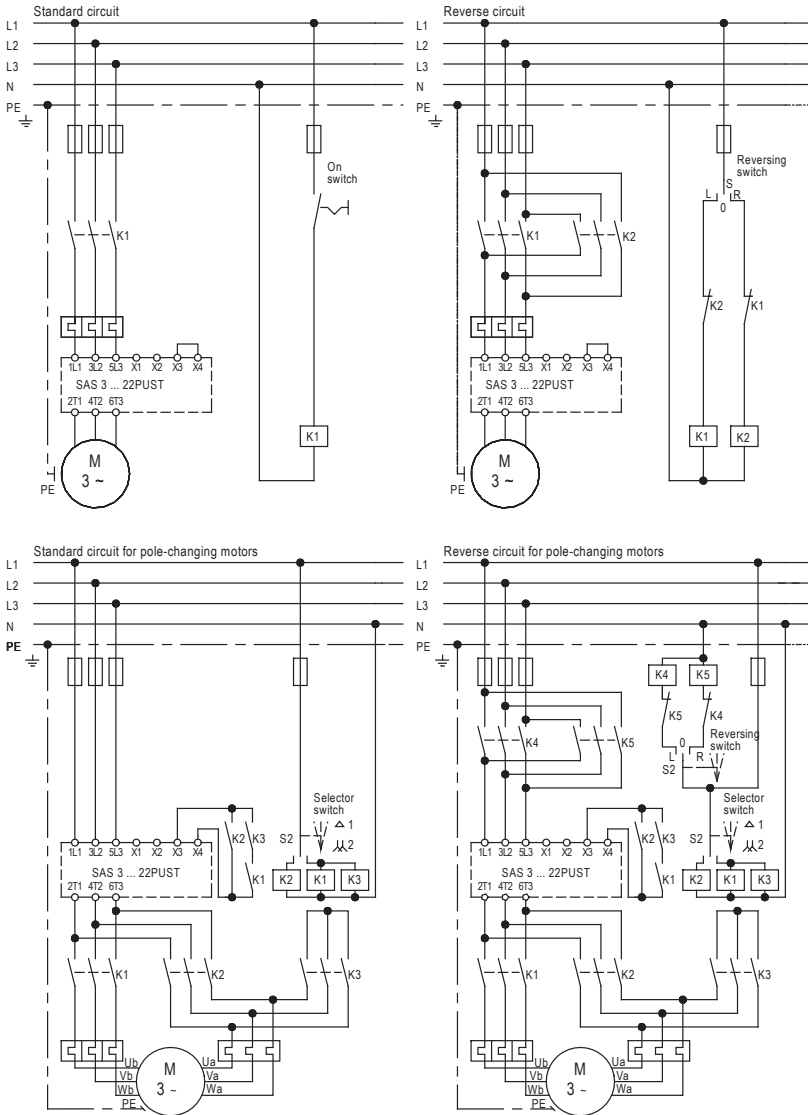 Standard circuit
L1
L2
L3
N
PE
On
switch
K1
1L1 3L2 5L3 X1 X2 X3 X4
SAS 3 ... 22PUST
2T1 4T2 6T3
K1
M
3 ~
PE
Reverse circuit
L1
L2
L3
N
PE
Reversing
switch
S
L R
0
K1 K2
K2 K1
1L1 3L2 5L3 X1 X2 X3 X4
SAS 3 ... 22PUST
2T1 4T2 6T3
K1 K2
M
3 ~
PE
Standard circuit for pole-changing motors
L1
L2
L3
N
PE
Selector
switch
S2 1
2
K2 K3
1L1 3L2 5L3 X1 X2 X3 X4
SAS 3 ... 22PUST
K1
K2 K1 K3
2T1 4T2 6T3
K1 K2 K3
Ub Ua
M
Vb Va
3 ~
Wb Wa
PE
Reverse circuit for pole-changing motors
L1
L2
L3
N
PE
K4 K5
K5 K4
Reversing
switch
0
L R
S2
K4 K5
Selector
switch
S2 1
2
K2 K3
1L1 3L2 5L3 X1 X2 X3 X4
SAS 3 ... 22PUST
K1
K2 K1 K3
2T1 4T2 6T3
K1 K2 K3
Ub Ua
M
Vb Va
3 ~
Wb Wa
PE